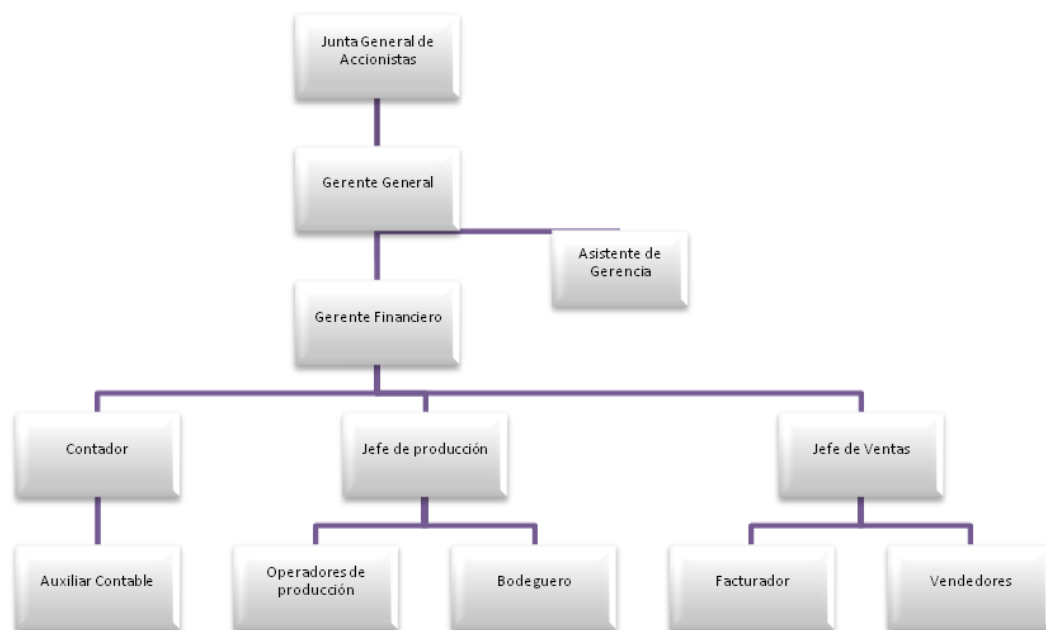 Junta General de
Accionistas
Gerente General
Asistente de
Gerencia
Gerente Financiero
Contador
Jefe de producción
Jefe de Ventas
Auxiliar Contable
Operadores de
producción
Bodeguero
Facturador
Vendedores